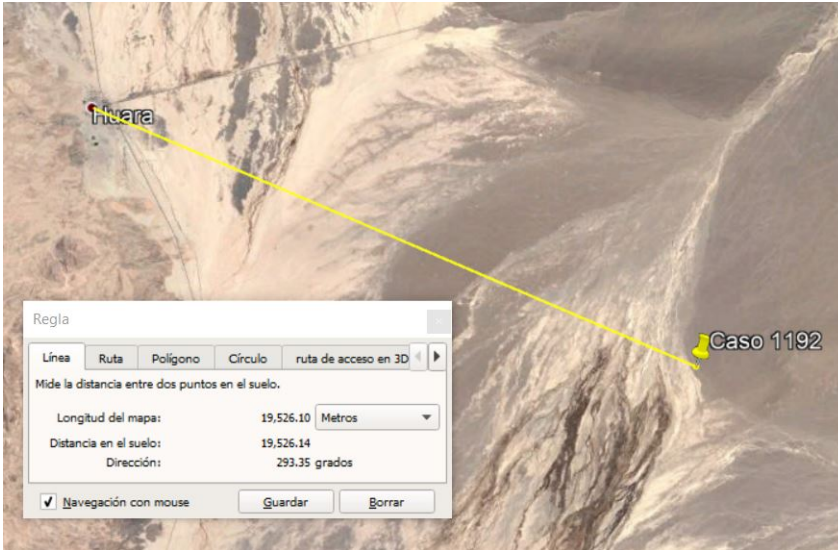 Huara
Caso 1192
Regla
Línea Ruta Polígono Círculo ruta de acceso en 3D
Mide la distancia entre dos puntos en el suelo.
Longitud del mapa: 19,526.10 Metros
Distancia en el suelo: 19,526.14
Dirección: 293.35 grados
Navegación con mouse Guardar Borrar